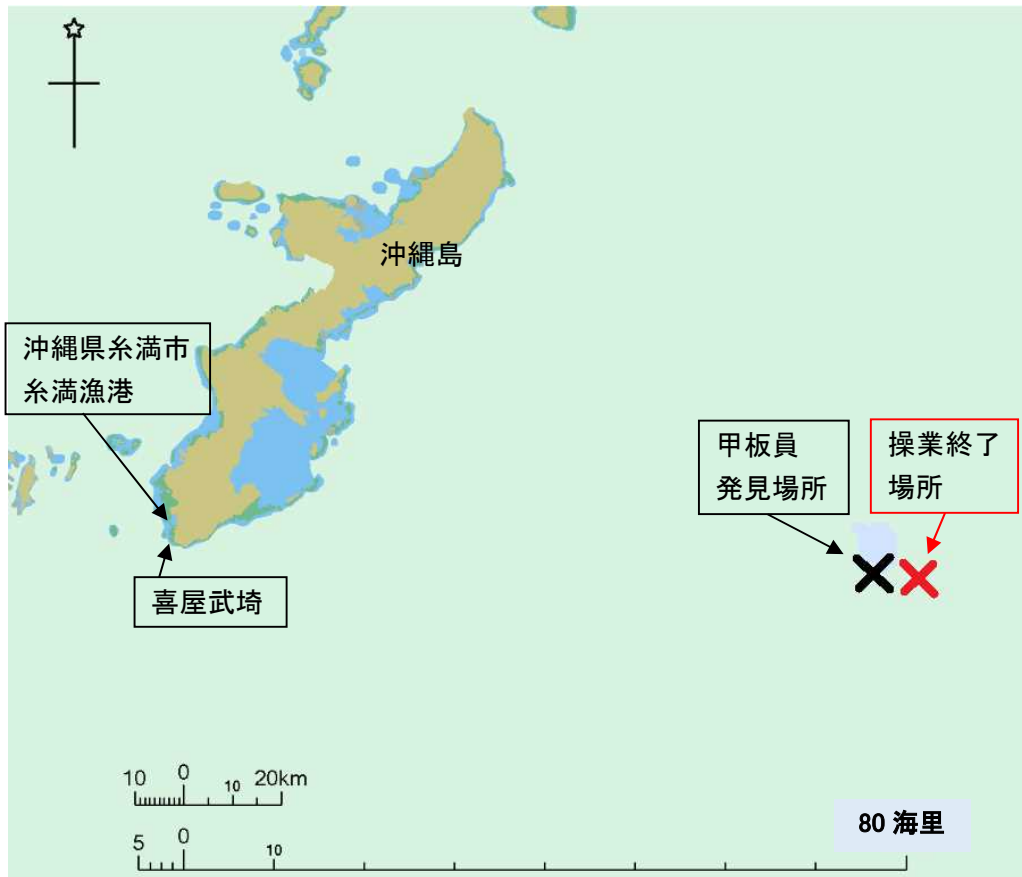 沖縄島
沖縄県糸満市
糸満漁港
甲板員
発見場所
操業終了
場所
喜屋武埼
10 0 10 20km
80 海里
5 0 10